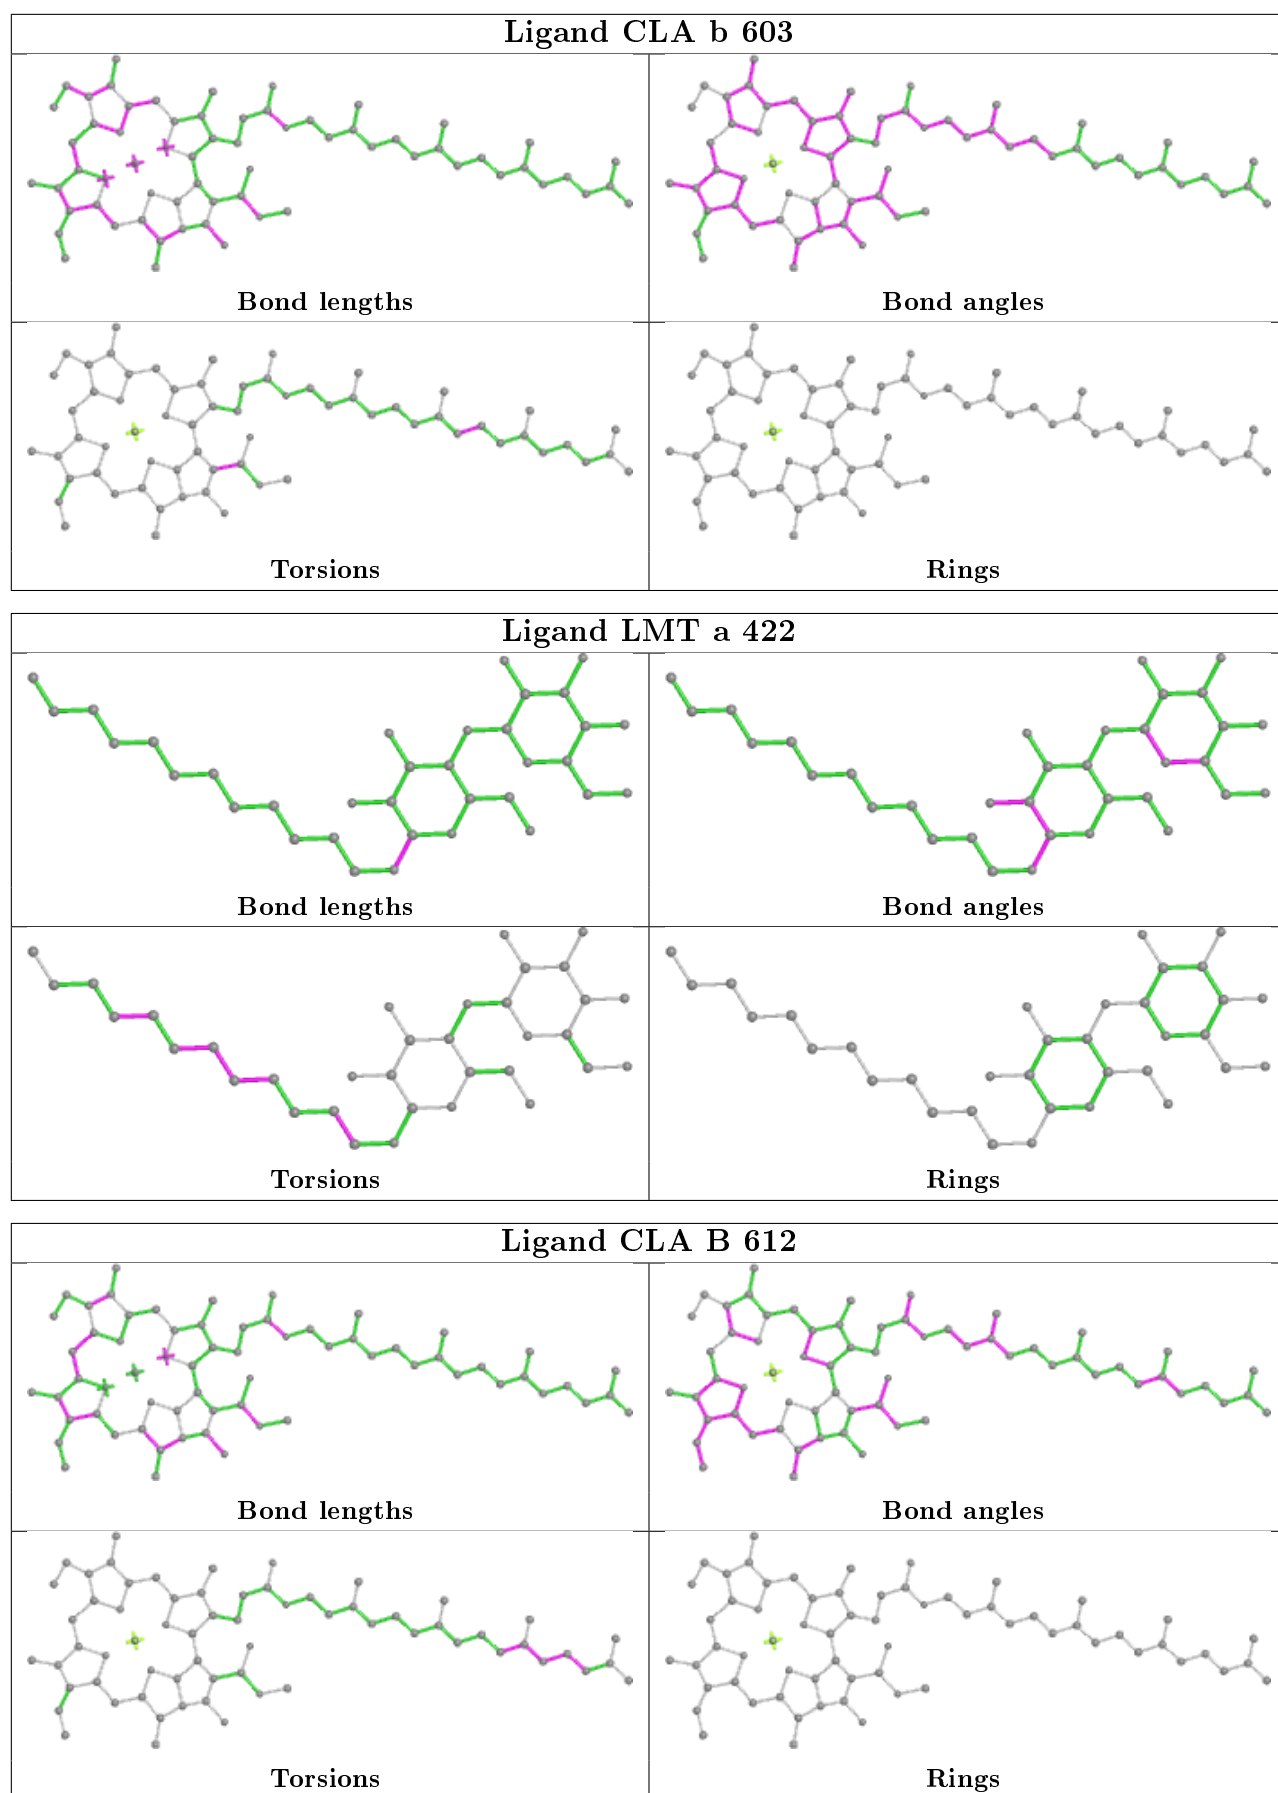 Ligand CLA b 603
Bond lengths
Bond angles
Torsions
Rings
Ligand LMT a 422
Bond lengths
Bond angles
Torsions
Rings
Ligand CLA B 612
Bond lengths
Bond angles
Torsions
Rings